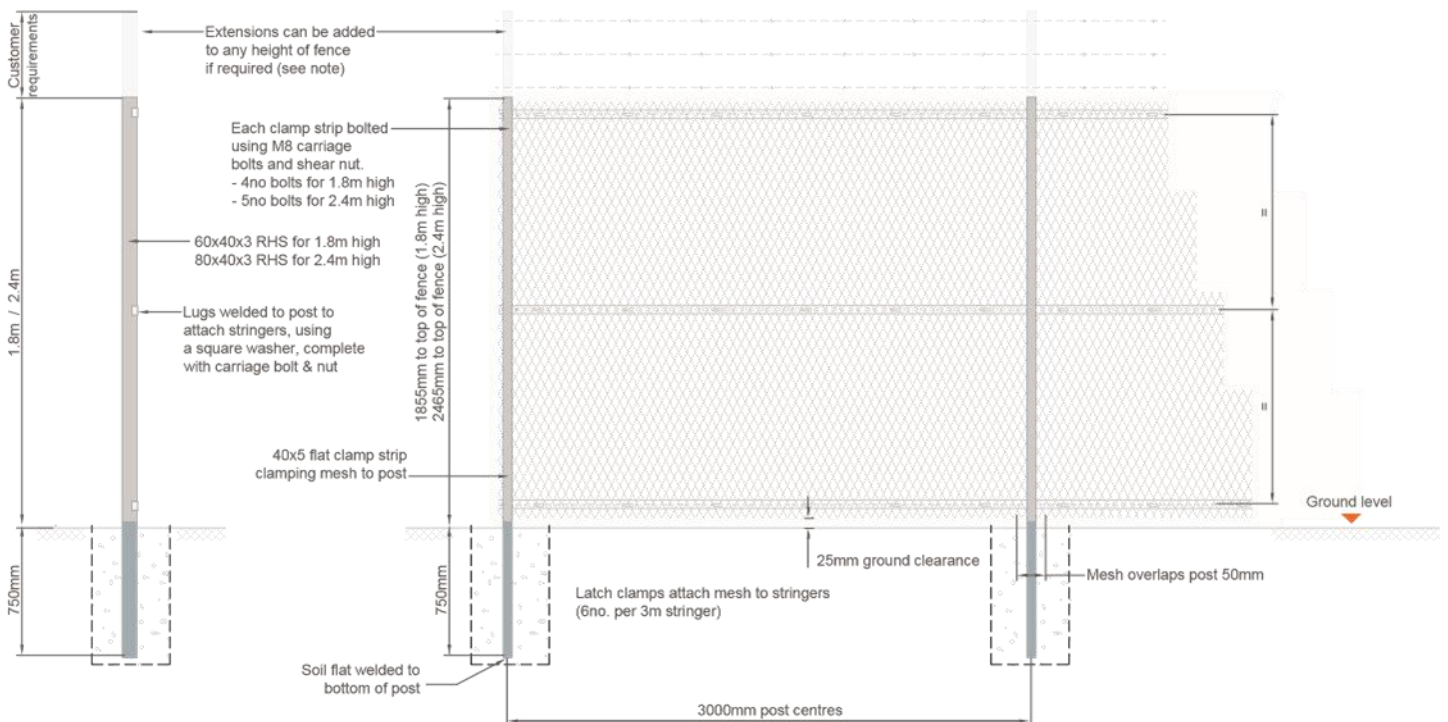 Customer
requirements
Extensions can be added
to any height of fence
if required (see note)
Each clamp strip bolted
using M8 carriage
bolts and shear nut.
- 4no bolts for 1.8m high
- 5no bolts for 2.4m high
60x40x3 RHS for 1.8m high
80x40x3 RHS for 2.4m high
1.8m / 2.4m
Lugs welded to post to
attach stringers, using
a square washer, complete
with carriage bolt & nut
1855mm to top of fence (1.8m high)
2465mm to top of fence (2.4m high)
=
=
40x5 flat clamp strip
clamping mesh to post
Ground level
750mm
750mm
25mm ground clearance
Mesh overlaps post 50mm
Latch clamps attach mesh to stringers
(6no. per 3m stringer)
Soil flat welded to
bottom of post
3000mm post centres